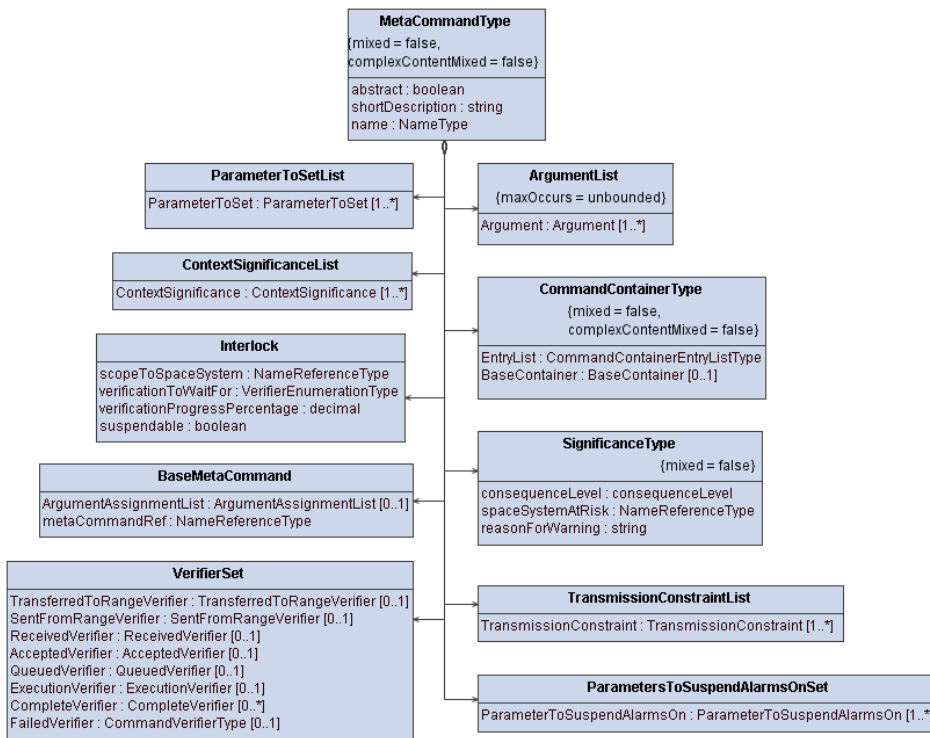 MetaCommandType
{mixed = false,
complexContentMixed = false}
abstract : boolean
shortDescription : string
name : NameType
ParameterToSetList
ParameterToSet : ParameterToSet [1..*]
ArgumentList
{maxOccurs = unbounded}
Argument : Argument [1..*]
ContextSignificanceList
ContextSignificance : ContextSignificance [1..*]
CommandContainerType
{mixed = false,
complexContentMixed = false}
EntryList : CommandContainerEntryListType
BaseContainer : BaseContainer [0..1]
Interlock
scopeToSpaceSystem : NameReferenceType
verificationToWaitFor : VerifierEnumerationType
verificationProgressPercentage : decimal
suspendable : boolean
SignificanceType
{mixed = false}
consequenceLevel : consequenceLevel
spaceSystemAtRisk : NameReferenceType
reasonForWarning : string
BaseMetaCommand
ArgumentAssignmentList : ArgumentAssignmentList [0..1]
metaCommandRef : NameReferenceType
VerifierSet
TransferredToRangeVerifier : TransferredToRangeVerifier [0..1]
SentFromRangeVerifier : SentFromRangeVerifier [0..1]
ReceivedVerifier : ReceivedVerifier [0..1]
AcceptedVerifier : AcceptedVerifier [0..1]
QueuedVerifier : QueuedVerifier [0..1]
ExecutionVerifier : ExecutionVerifier [0..1]
CompleteVerifier : CompleteVerifier [0..*]
FailedVerifier : CommandVerifierType [0..1]
TransmissionConstraintList
TransmissionConstraint : TransmissionConstraint [1..*]
ParametersToSuspendAlarmsOnSet
ParameterToSuspendAlarmsOn : ParameterToSuspendAlarmsOn [1..*]